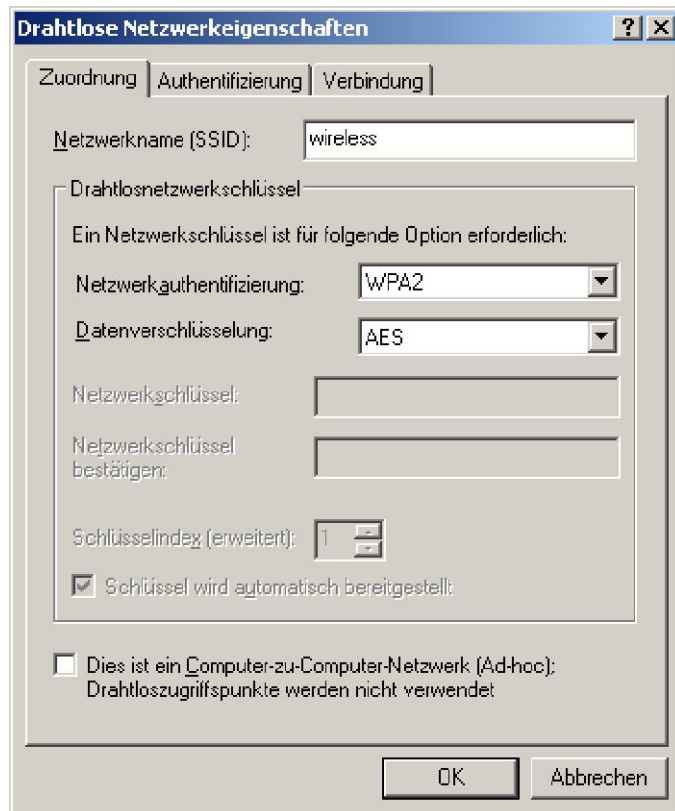 Drahtlose Netzwerkeigenschaften
Zuordnung Authentifizierung Verbindung
Netzwerkname (SSID): wireless
Drahtlosnetzwerkschlüssel
Ein Netzwerkschlüssel ist für folgende Option erforderlich:
Netzwerkauthentifizierung: WPA2
Datenverschlüsselung: AES
Netzwerkschlüssel:
Netzwerkschlüssel
bestätigen:
Schlüsselindex (erweitert): 1
Schlüssel wird automatisch bereitgestellt
Dies ist ein Computer-zu-Computer-Netzwerk (Ad-hoc);
Drahtloszugriffspunkte werden nicht verwendet
OK Abbrechen